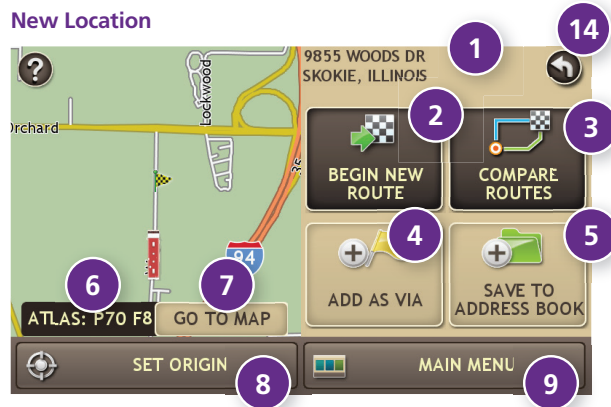 New Location
9855 WOODS DR
SKOKIE, ILLINOIS
1
14
?
Lockwood
Orchard
35
94
2
BEGIN NEW
ROUTE
3
COMPARE
ROUTES
4
ADD AS VIA
5
SAVE TO
ADDRESS BOOK
6
ATLAS: P70 F8
7
GO TO MAP
SET ORIGIN
8
MAIN MENU
9